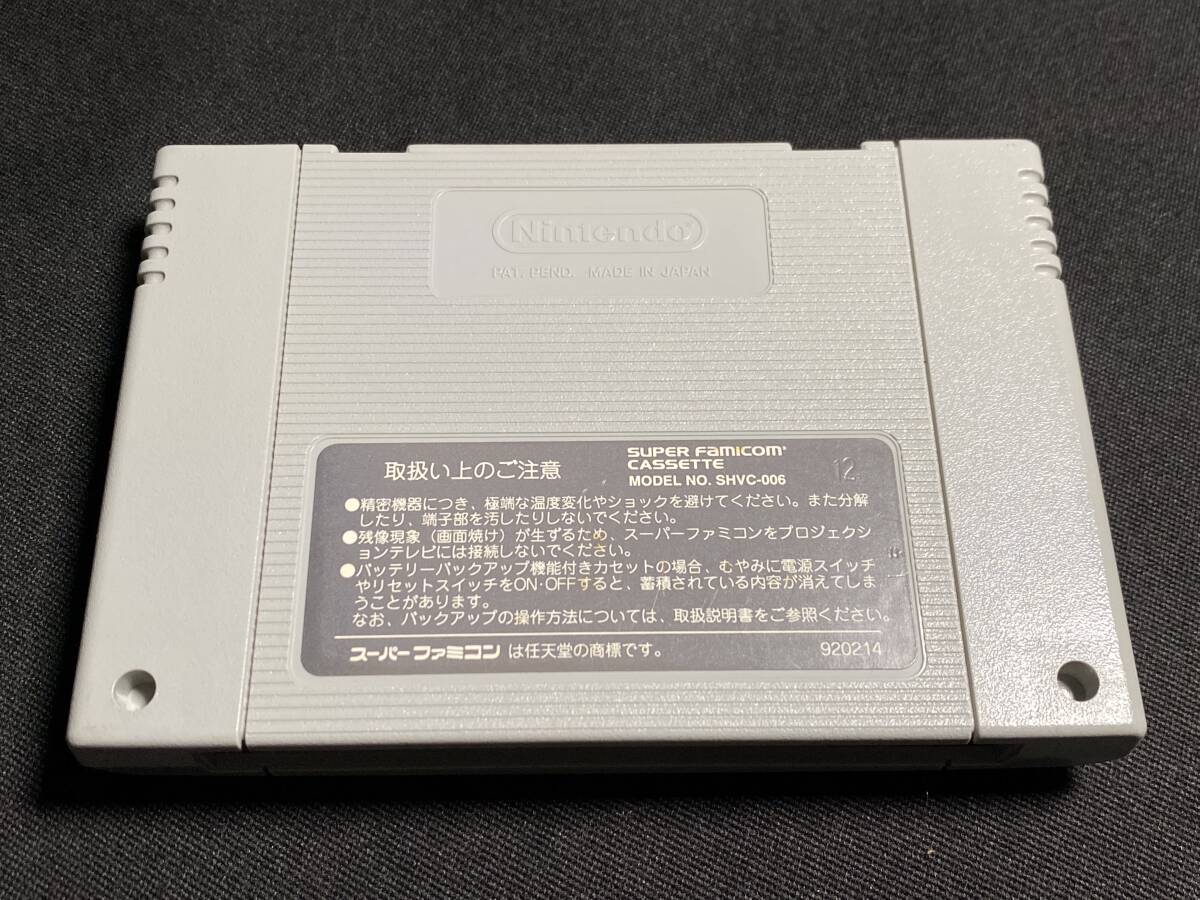 Nintendo®
PAT. PEND. MADE IN JAPAN
取扱い上のご注意
SUPER FAMICOM®
CASSETTE
MODEL NO. SHVC-006
12
●精密機器につき、極端な温度変化やショックを避けてください。また分解
したり、端子部を汚したりしないでください。
●残像現象（画面焼け）が生ずるため、スーパーファミコンをプロジェクシ
ョンテレビには接続しないでください。
●バッテリーバックアップ機能付きカセットの場合、むやみに電源スイッチ
やリセットスイッチをON・OFFすると、蓄積されている内容が消えてしま
うことがあります。
なお、バックアップの操作方法については、取扱説明書をご参照ください。
スーパーファミコン は任天堂の商標です。
920214